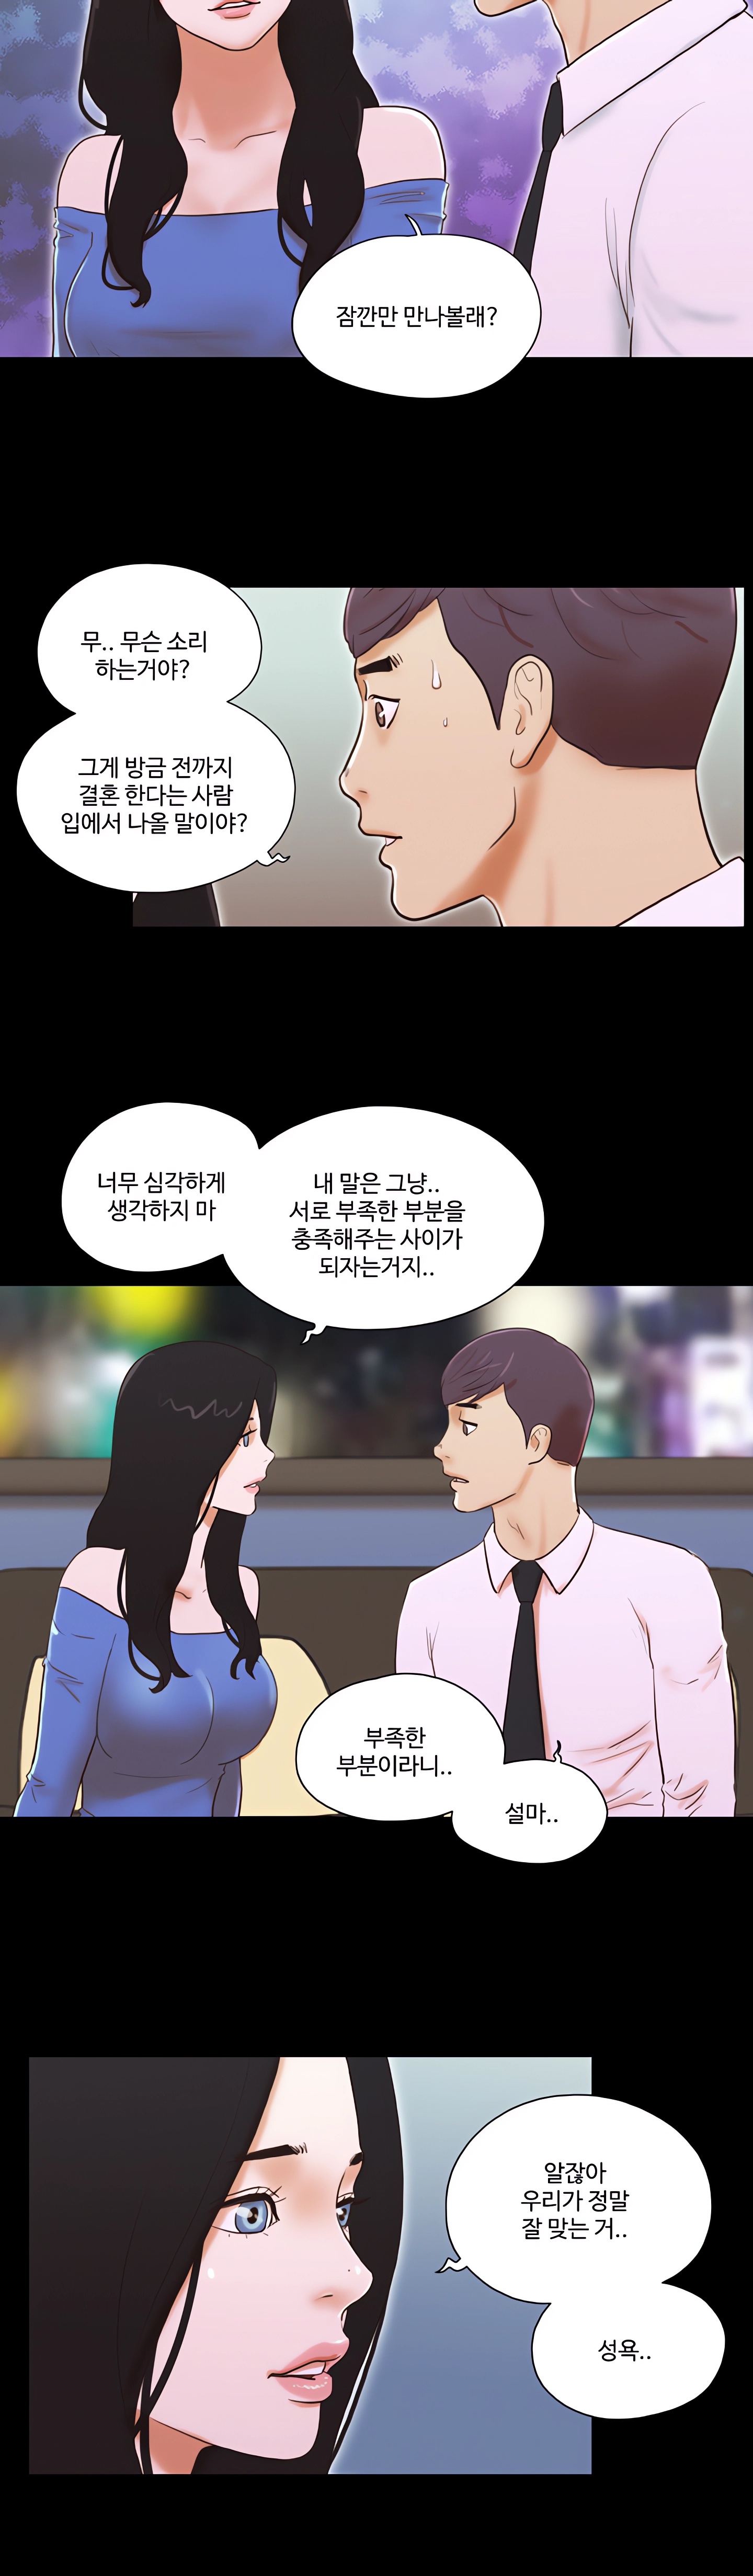 잠깐만 만나볼래?
무.. 무슨 소리
하는거야?
그게 방금 전까지
결혼 한다는 사람
입에서 나올 말이야?
너무 심각하게
생각하지 마
내 말은 그냥..
서로 부족한 부분을
충족해주는 사이가
되자는거지..
부족한
부분이라니..
설마..
알잖아
우리가 정말
잘 맞는 거..
성욕..